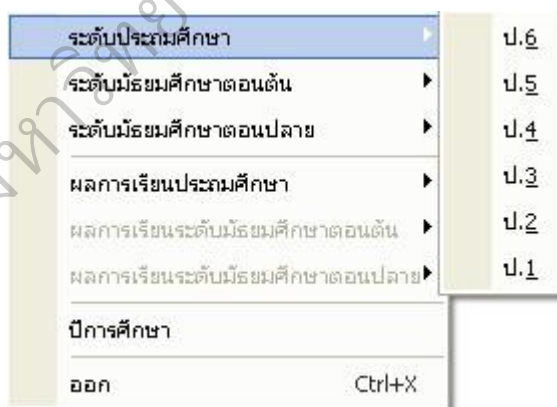 ระดับประถมศึกษา
ระดับมัธยมศึกษาตอนต้น
ระดับมัธยมศึกษาตอนปลาย
ผลการเรียนประถมศึกษา
ผลการเรียนระดับมัธยมศึกษาตอนต้น
ผลการเรียนระดับมัธยมศึกษาตอนปลาย
ปีการศึกษา
ออก Ctrl+X
ป.6
ป.5
ป.4
ป.3
ป.2
ป.1